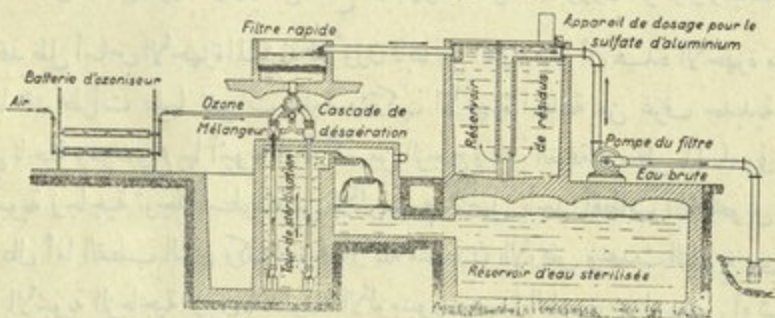 Filtre rapide
Appareil de dosage pour le
sulfate d'aluminium
Batterie d'ozoniseur
Air
Ozone
Mélangeur
Cascade de
désaération
Réservoir
de résidus
Pompe du filtre
Eau brute
Tour de stérilisation
Réservoir d'eau sterilisée